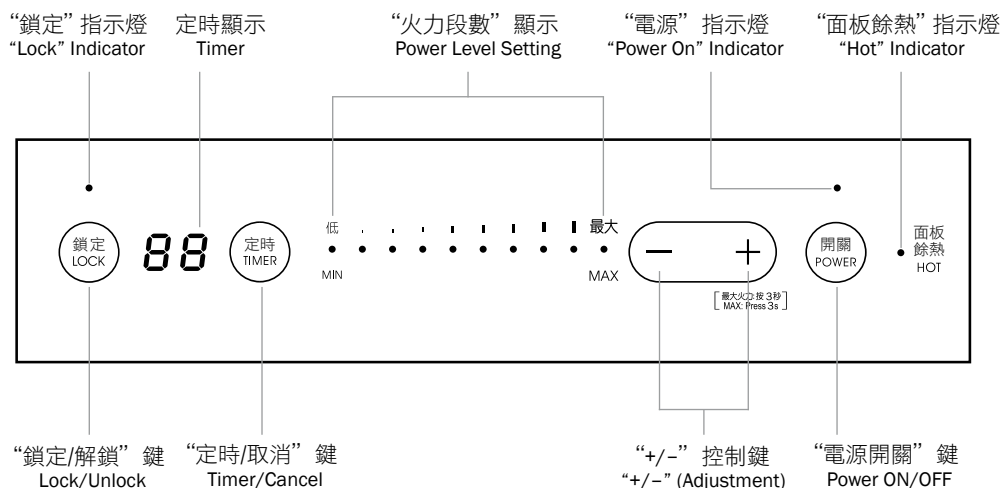 “鎖定” 指示燈
“Lock” Indicator
定時顯示
Timer
“火力段數” 顯示
Power Level Setting
“電源” 指示燈
“Power On” Indicator
“面板餘熱” 指示燈
“Hot” Indicator
鎖定
LOCK
88
定時
TIMER
低
最大
MIN
MAX
− +
[最大火力:按3秒
MAX: Press 3s]
開關
POWER
面板
餘熱
HOT
“鎖定/解鎖” 鍵
Lock/Unlock
“定時/取消” 鍵
Timer/Cancel
“+/–” 控制鍵
“+/–” (Adjustment)
“電源開關” 鍵
Power ON/OFF